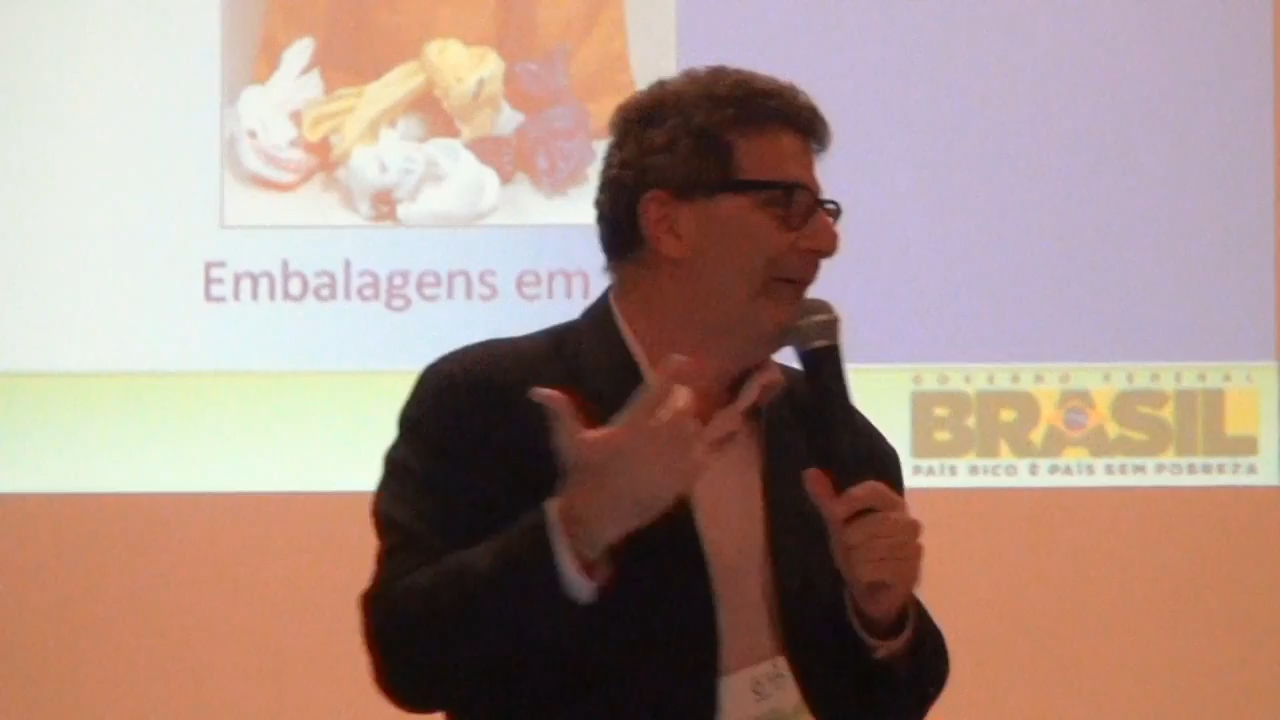 Embalagens em
GOVERNO FEDERAL
BRASIL
PAÍS RICO É PAÍS SEM POBREZA